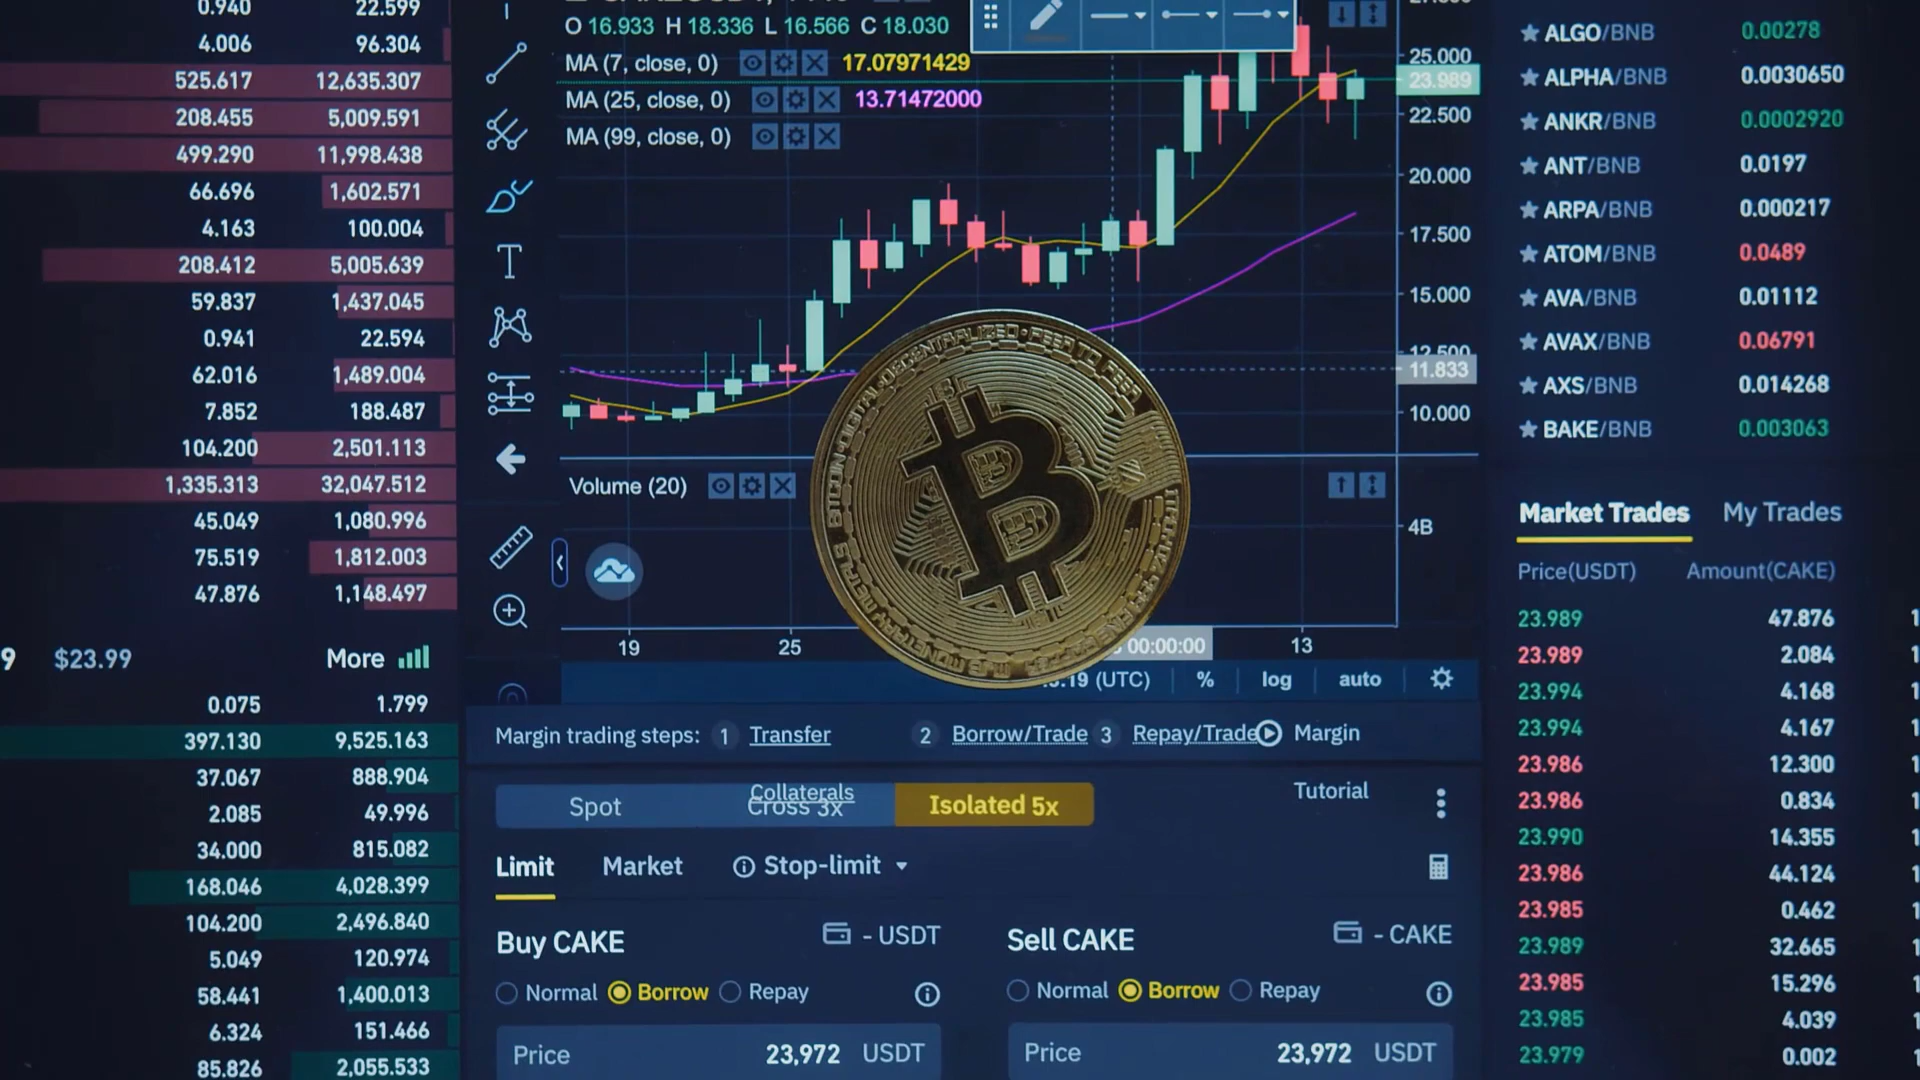 0.940 22.599
4.006 96.304
525.617 12,635.307
208.455 5,009.591
499.290 11,998.438
66.696 1,602.571
4.163 100.004
208.412 5,005.639
59.837 1,437.045
0.941 22.594
62.016 1,489.004
7.852 188.487
104.200 2,501.113
1,335.313 32,047.512
45.049 1,080.996
75.519 1,812.003
47.876 1,148.497
9 $23.99 More
0.075 1.799
397.130 9,525.163
37.067 888.904
2.085 49.996
34.000 815.082
168.046 4,028.399
104.200 2,496.840
5.049 120.974
58.441 1,400.013
6.324 151.466
85.826 2,055.533
O 16.933 H 18.336 L 16.566 C 18.030
MA (7, close, 0) 17.07971429
MA (25, close, 0) 13.71472000
MA (99, close, 0)
25.000
23.989
22.500
20.000
17.500
15.000
12.500
11.833
10.000
Volume (20)
4B
BITCOIN • DIGITAL • DECENTRALIZED • PEER TO PEER
19 25 00:00:00 13
:19 (UTC) % log auto
Margin trading steps: 1 Transfer 2 Borrow/Trade 3 Repay/Trade Margin
Collaterals Tutorial
Spot Cross 3x Isolated 5x
Limit Market Stop-limit
Buy CAKE - USDT
Normal Borrow Repay
Price 23,972 USDT
Sell CAKE - CAKE
Normal Borrow Repay
Price 23,972 USDT
ALGO/BNB 0.00278
ALPHA/BNB 0.0030650
ANKR/BNB 0.0002920
ANT/BNB 0.0197
ARPA/BNB 0.000217
ATOM/BNB 0.0489
AVA/BNB 0.01112
AVAX/BNB 0.06791
AXS/BNB 0.014268
BAKE/BNB 0.003063
Market Trades My Trades
Price(USDT) Amount(CAKE)
23.989 47.876
23.989 2.084
23.994 4.168
23.994 4.167
23.986 12.300
23.986 0.834
23.990 14.355
23.986 44.124
23.985 0.462
23.989 32.665
23.985 15.296
23.985 4.039
23.979 0.002